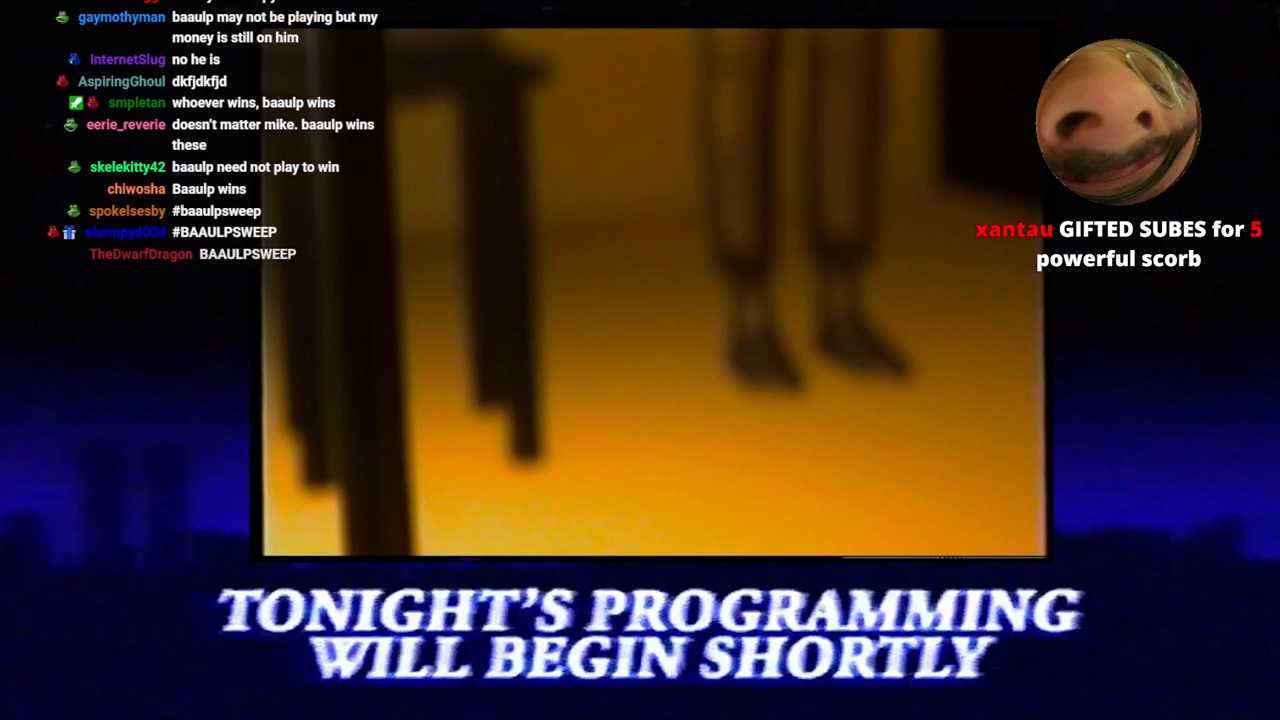 gaymothyman baaulp may not be playing but my
money is still on him
InternetSlug no he is
AspiringGhoul dkfjdkfjd
smpletan whoever wins, baaulp wins
eerie_reverie doesn't matter mike. baaulp wins
these
skelekitty42 baaulp need not play to win
chiwosha Baaulp wins
spokelsesby #baaulpsweep
slurmpyd00d #BAAULPSWEEP
TheDwarfDragon BAAULPSWEEP
xantau GIFTED SUBES for 5
powerful scorb
TONIGHT'S PROGRAMMING
WILL BEGIN SHORTLY